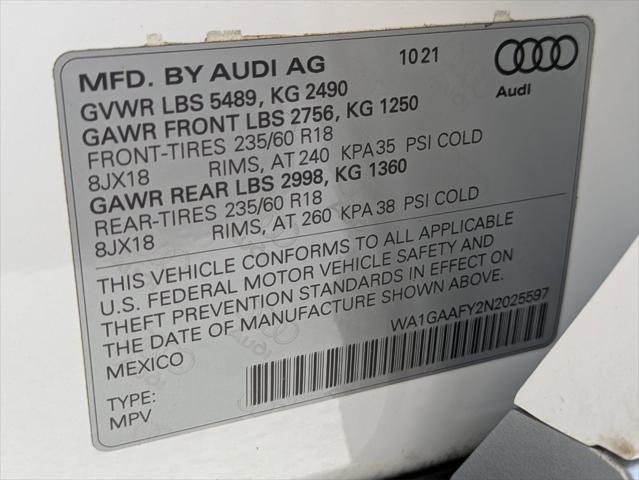 MFD. BY AUDI AG 10 21
Audi
GVWR LBS 5489, KG 2490
GAWR FRONT LBS 2756, KG 1250
FRONT-TIRES 235/60 R18
8JX18 RIMS, AT 240 KPA 35 PSI COLD
GAWR REAR LBS 2998, KG 1360
REAR-TIRES 235/60 R18
8JX18 RIMS, AT 260 KPA 38 PSI COLD
THIS VEHICLE CONFORMS TO ALL APPLICABLE
U.S. FEDERAL MOTOR VEHICLE SAFETY AND
THEFT PREVENTION STANDARDS IN EFFECT ON
THE DATE OF MANUFACTURE SHOWN ABOVE.
MEXICO
WA1GAAFY2N2025597
TYPE:
MPV